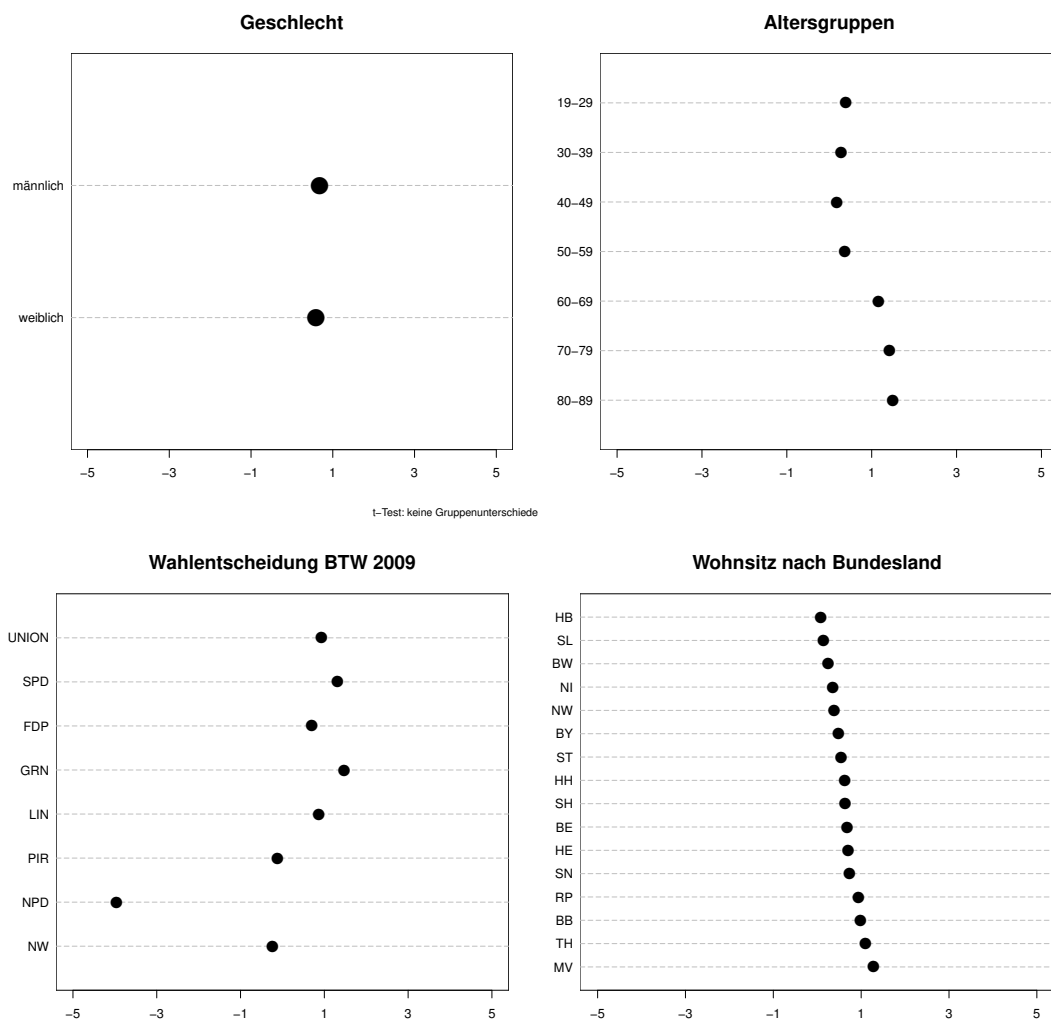 Geschlecht
männlich
weiblich
−5 −3 −1 1 3 5
Altersgruppen
19−29
30−39
40−49
50−59
60−69
70−79
80−89
−5 −3 −1 1 3 5
t−Test: keine Gruppenunterschiede
Wahlentscheidung BTW 2009
UNION
SPD
FDP
GRN
LIN
PIR
NPD
NW
−5 −3 −1 1 3 5
Wohnsitz nach Bundesland
HB
SL
BW
NI
NW
BY
ST
HH
SH
BE
HE
SN
RP
BB
TH
MV
−5 −3 −1 1 3 5